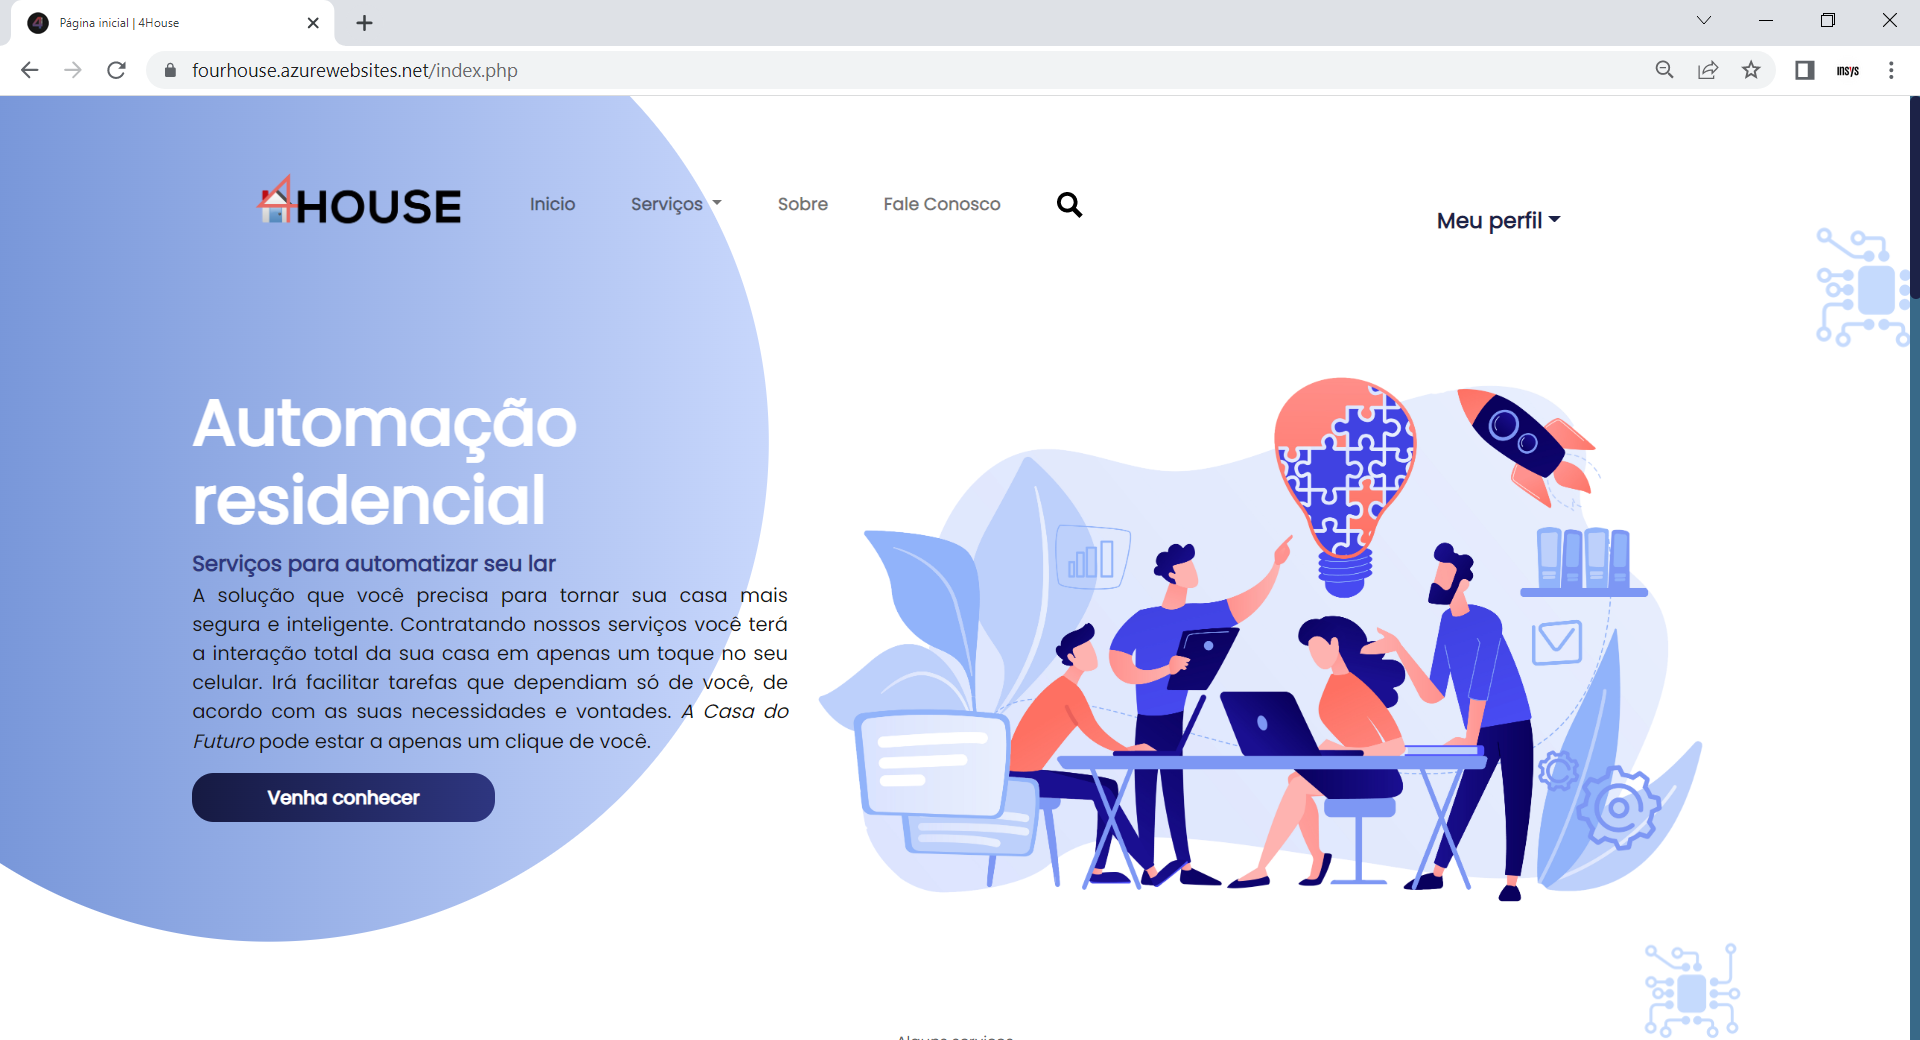 Página inicial | 4House
fourhouse.azurewebsites.net/index.php
insys
4HOUSE
Inicio
Serviços
Sobre
Fale Conosco
Meu perfil
Automação
residencial
Serviços para automatizar seu lar
A solução que você precisa para tornar sua casa mais
segura e inteligente. Contratando nossos serviços você terá
a interação total da sua casa em apenas um toque no seu
celular. Irá facilitar tarefas que dependiam só de você, de
acordo com as suas necessidades e vontades. A Casa do
Futuro pode estar a apenas um clique de você.
Venha conhecer
Alguns serviços